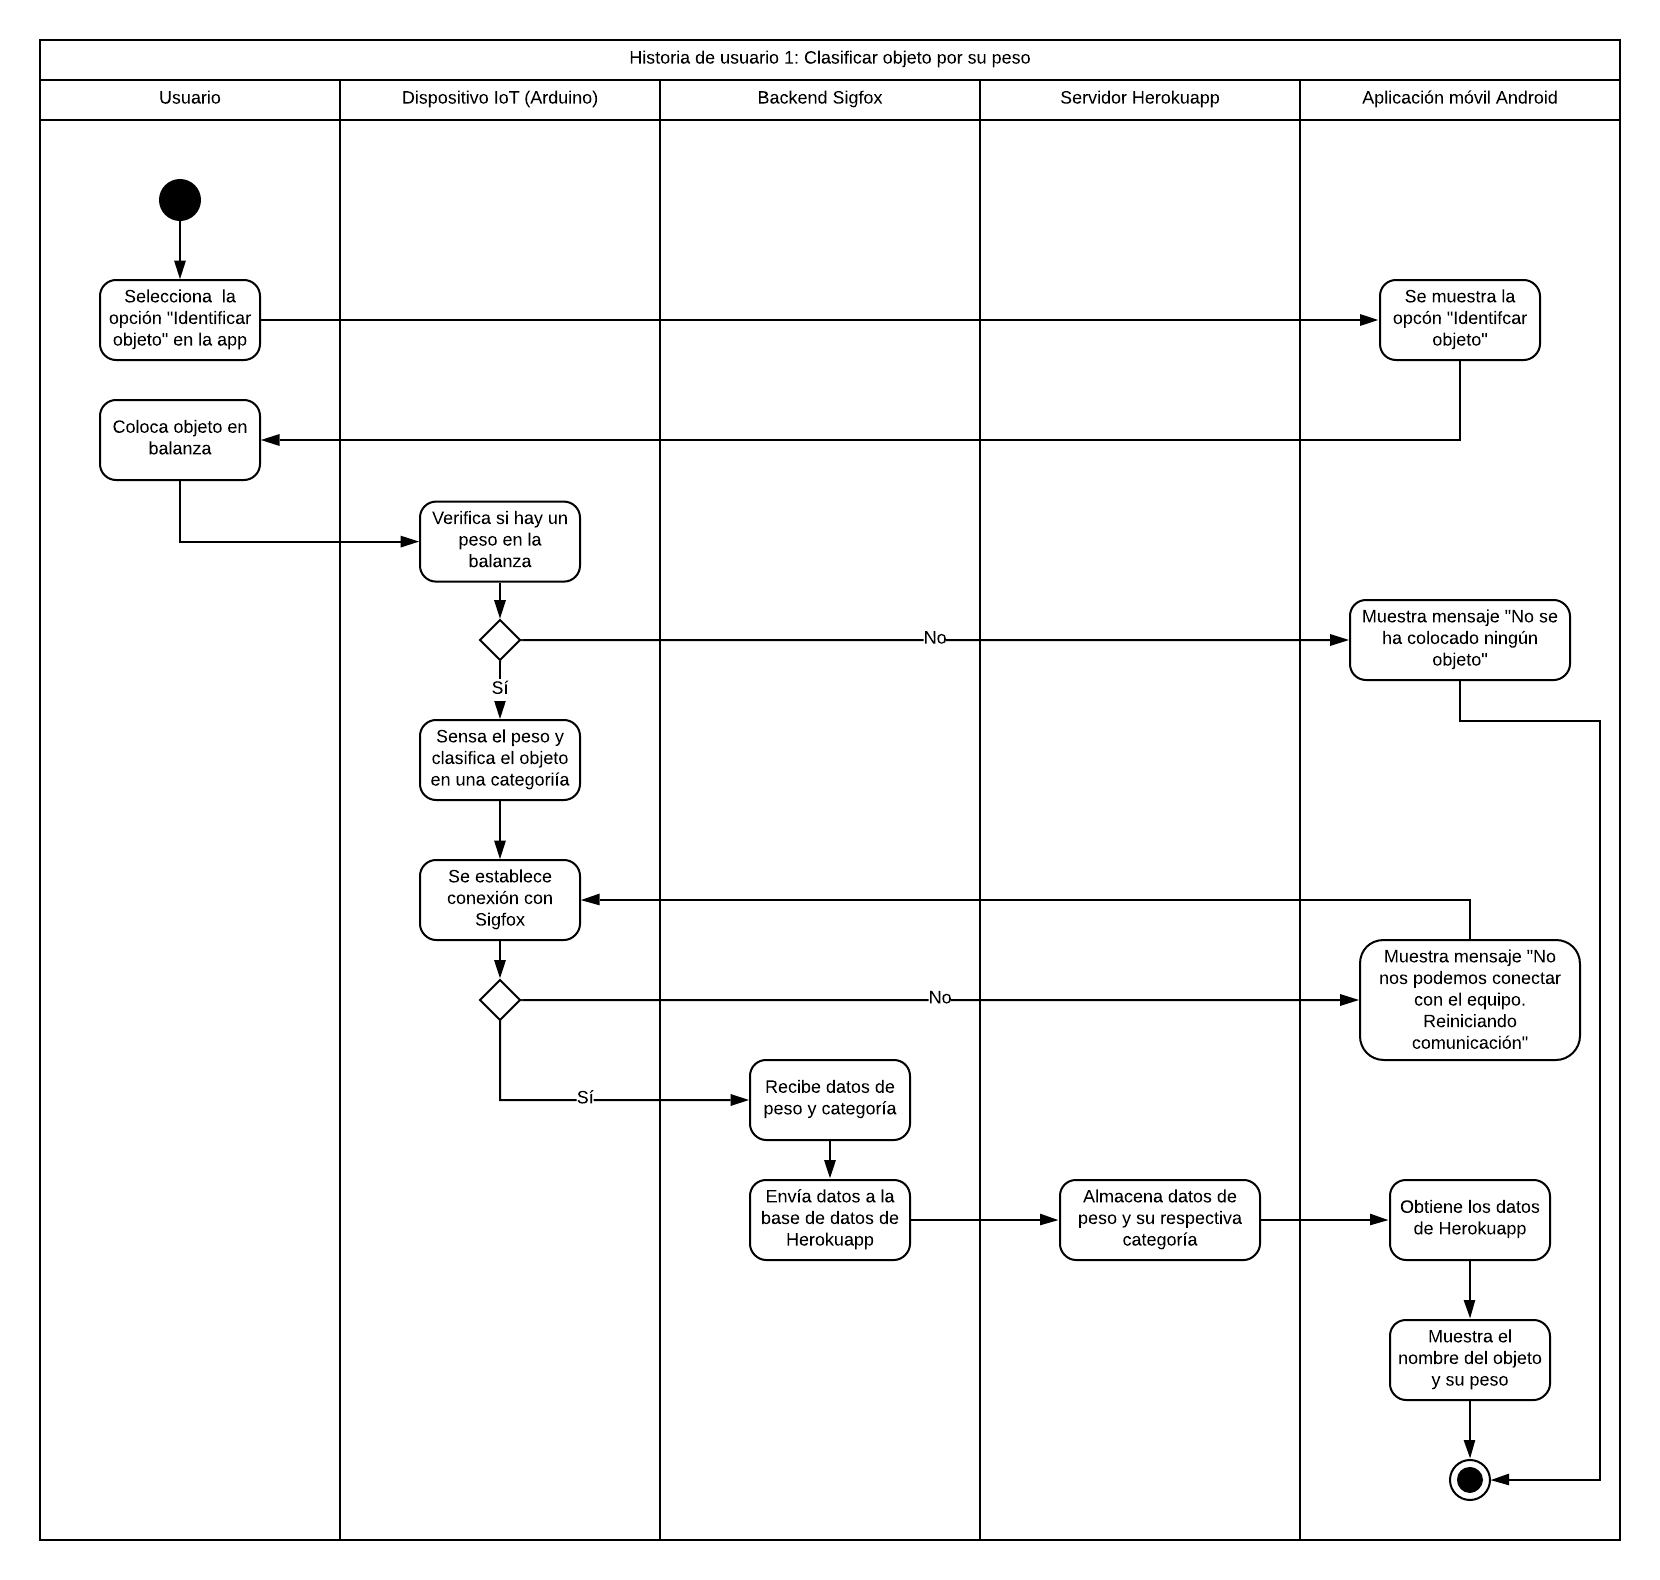 Historia de usuario 1: Clasificar objeto por su peso
Usuario
Dispositivo IoT (Arduino)
Backend Sigfox
Servidor Herokuapp
Aplicación móvil Android
Selecciona  la
opción "Identificar
objeto" en la app
Se muestra la
opcón "Identifcar
objeto"
Coloca objeto en
balanza
Verifica si hay un
peso en la
balanza
No
Muestra mensaje "No se
ha colocado ningún
objeto"
Sí
Sensa el peso y
clasifica el objeto
en una categoriía
Se establece
conexión con
Sigfox
No
Muestra mensaje "No
nos podemos conectar
con el equipo.
Reiniciando
comunicación"
Sí
Recibe datos de
peso y categoría
Envía datos a la
base de datos de
Herokuapp
Almacena datos de
peso y su respectiva
categoría
Obtiene los datos
de Herokuapp
Muestra el
nombre del objeto
y su peso